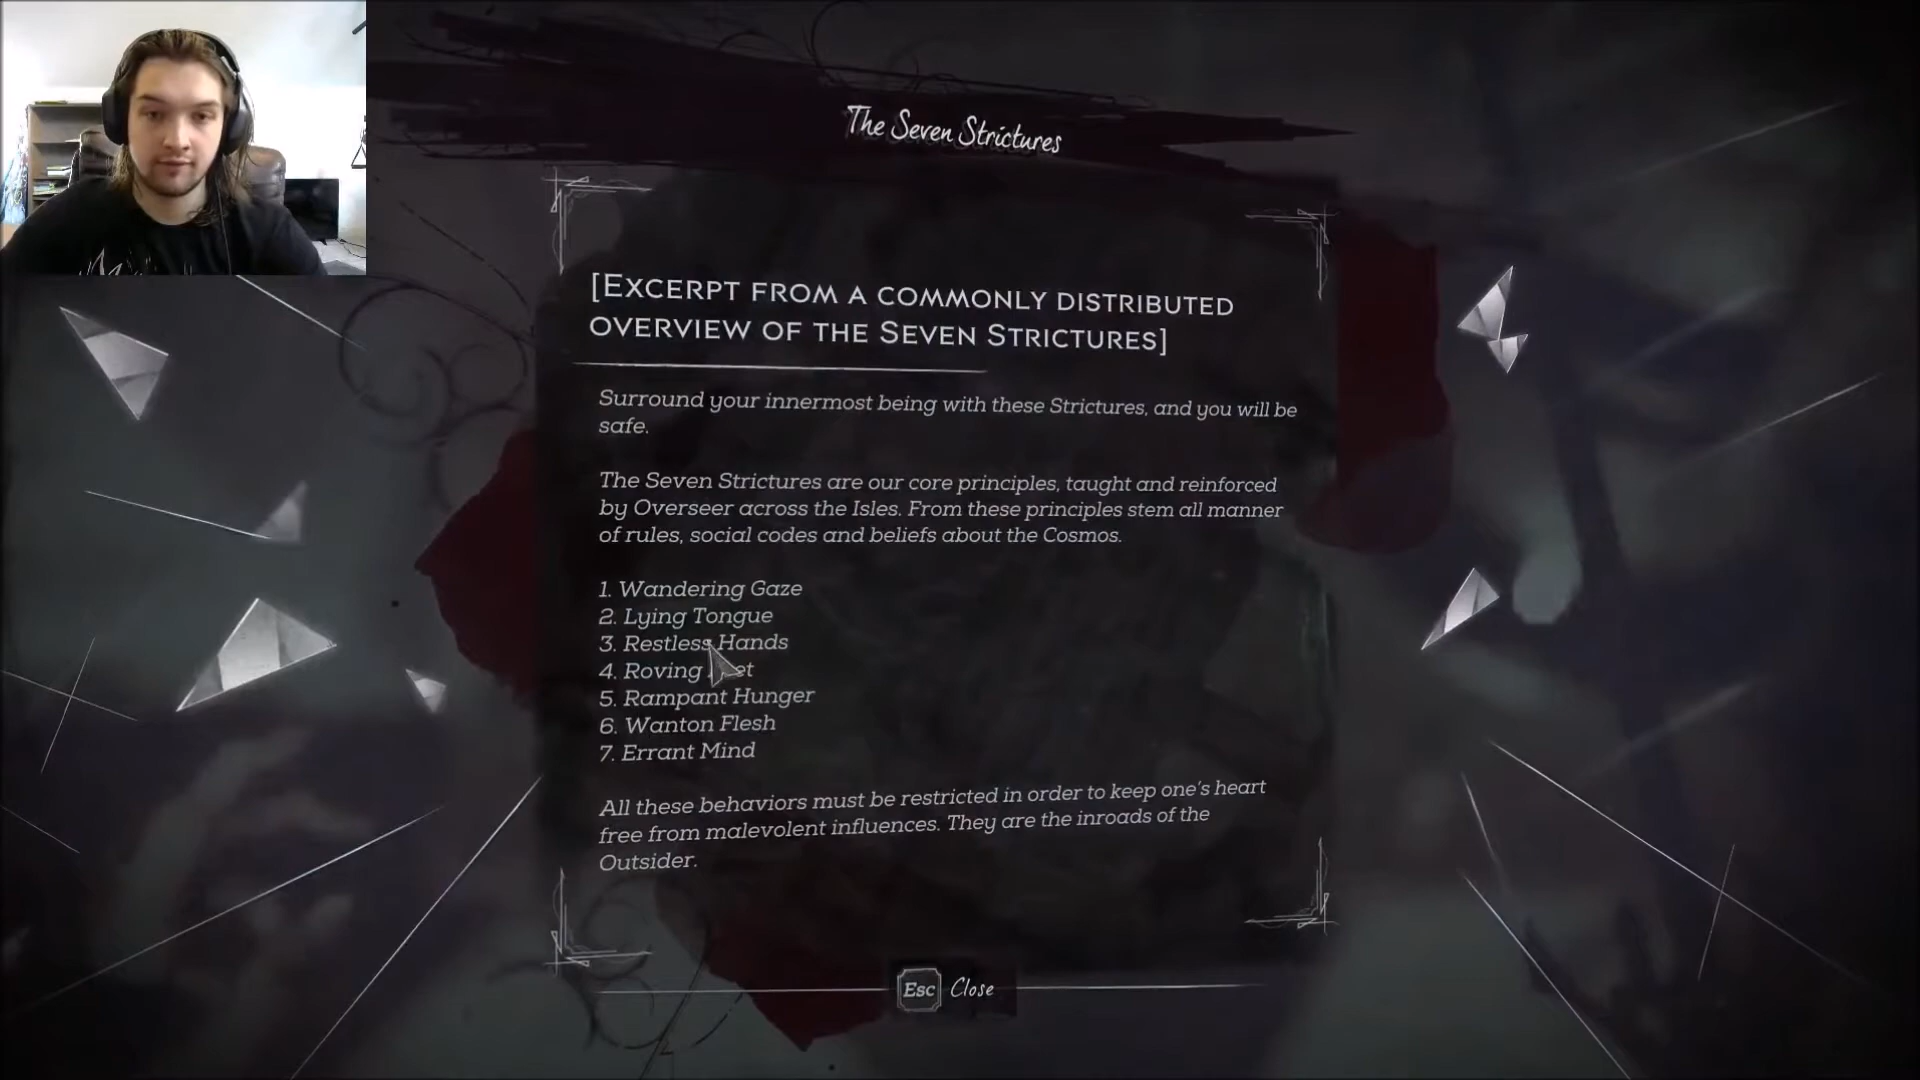 The Seven Strictures
[Excerpt from a commonly distributed
overview of the Seven Strictures]
Surround your innermost being with these Strictures, and you will be
safe.
The Seven Strictures are our core principles, taught and reinforced
by Overseer across the Isles. From these principles stem all manner
of rules, social codes and beliefs about the Cosmos.
1. Wandering Gaze
2. Lying Tongue
3. Restless Hands
4. Roving
5. Rampant Hunger
6. Wanton Flesh
7. Errant Mind
All these behaviors must be restricted in order to keep one's heart
free from malevolent influences. They are the inroads of the
Outsider.
Esc Close